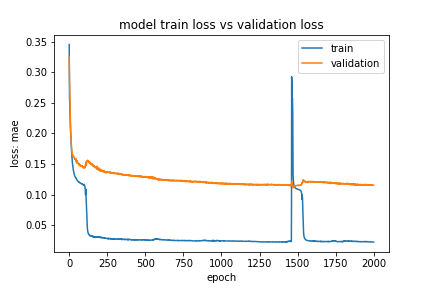 model train loss vs validation loss
train
validation
loss: mae
0.35
0.30
0.25
0.20
0.15
0.10
0.05
0 250 500 750 1000 1250 1500 1750 2000
epoch